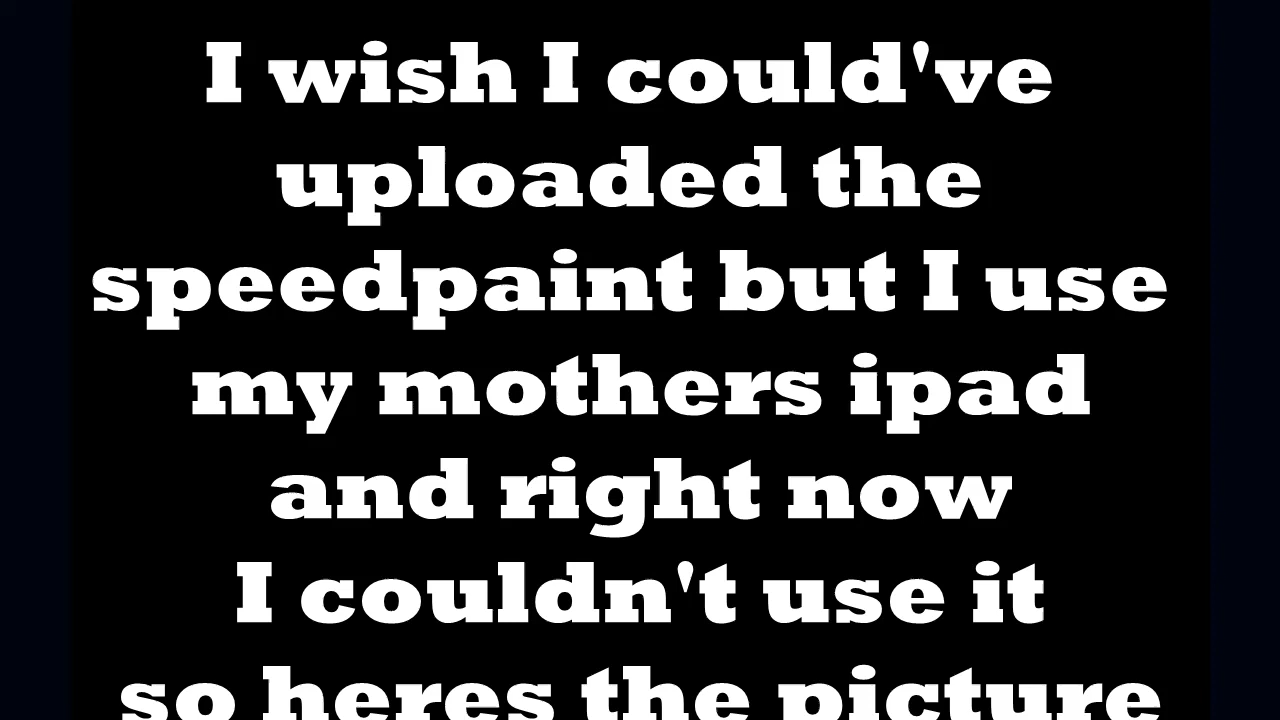 I wish I could've
uploaded the
speedpaint but I use
my mothers ipad
and right now
I couldn't use it
so heres the picture